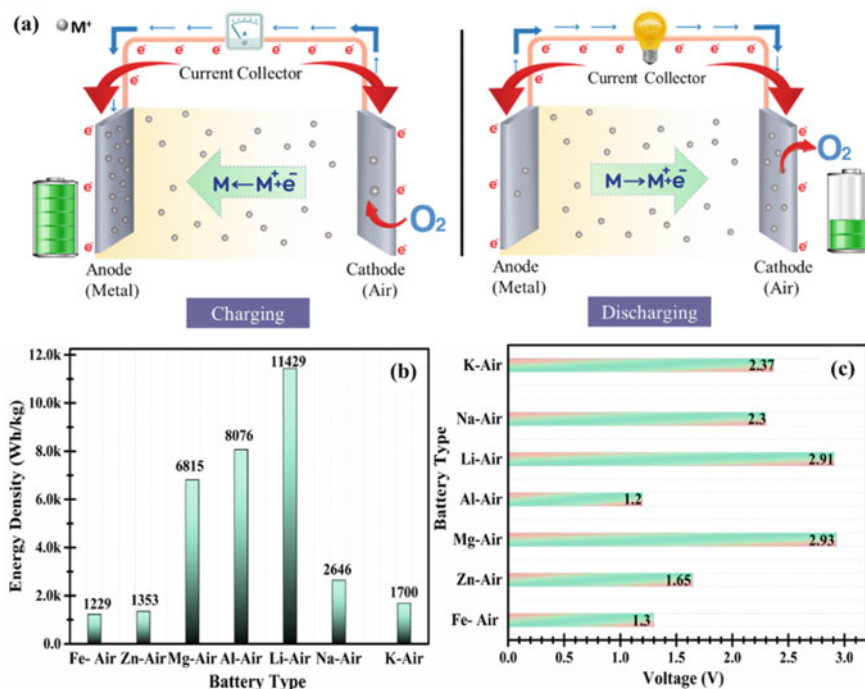 (a)
M⁺
e⁻ e⁻ e⁻ e⁻ e⁻ e⁻
Current Collector
e⁻ e⁻
e⁻ e⁻
e⁻ e⁻
e⁻ e⁻
M ← M⁺+e⁻
O₂
Anode
(Metal)
Cathode
(Air)
Charging
e⁻ e⁻ e⁻ e⁻ e⁻ e⁻
Current Collector
e⁻ e⁻
e⁻ e⁻
e⁻ e⁻
e⁻ e⁻
M → M⁺+e⁻
O₂
Anode
(Metal)
Cathode
(Air)
Discharging
(b)
Energy Density (Wh/kg)
12.0k
10.0k
8.0k
6.0k
4.0k
2.0k
0.0
1229
1353
6815
8076
11429
2646
1700
Fe- Air Zn-Air Mg-Air Al-Air Li-Air Na-Air K-Air
Battery Type
(c)
Battery Type
K-Air 2.37
Na-Air 2.3
Li-Air 2.91
Al-Air 1.2
Mg-Air 2.93
Zn-Air 1.65
Fe- Air 1.3
0.0 0.5 1.0 1.5 2.0 2.5 3.0
Voltage (V)